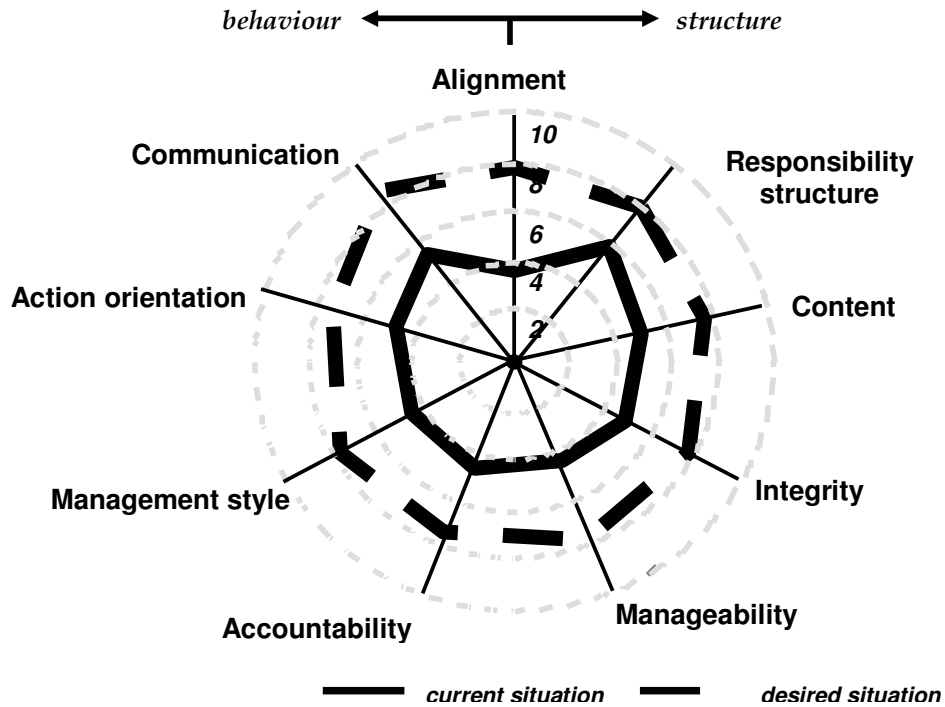 behaviour structure
Alignment
10
Communication
Responsibility
structure
8
6
Action orientation
4
Content
2
Management style
Integrity
Accountability
Manageability
current situation desired situation